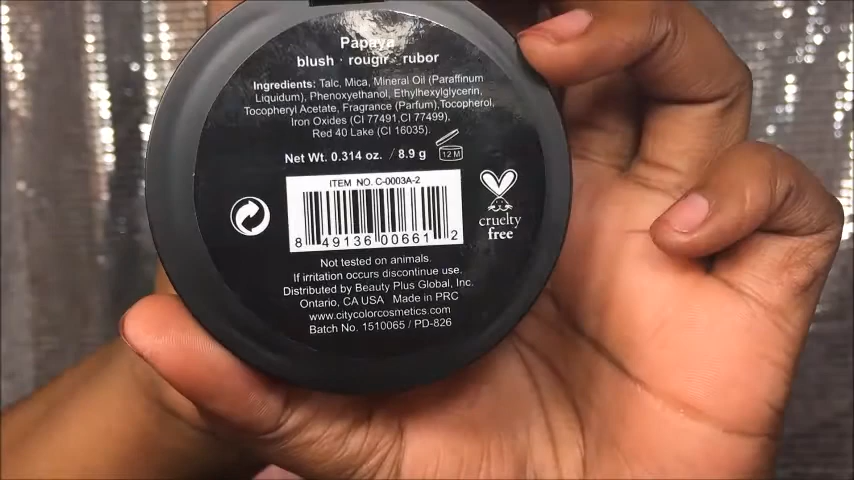 Papaya
blush · rougir · rubor
Ingredients: Talc, Mica, Mineral Oil (Paraffinum
Liquidum), Phenoxyethanol, Ethylhexylglycerin,
Tocopheryl Acetate, Fragrance (Parfum),Tocopherol,
Iron Oxides (CI 77491,CI 77499),
Red 40 Lake (CI 16035).
Net Wt. 0.314 oz. / 8.9 g
12 M
ITEM NO. C-0003A-2
8 49136 00661 2
cruelty
free
Not tested on animals.
If irritation occurs discontinue use.
Distributed by Beauty Plus Global, Inc.
Ontario, CA USA Made in PRC
www.citycolorcosmetics.com
Batch No. 1510065 / PD-826